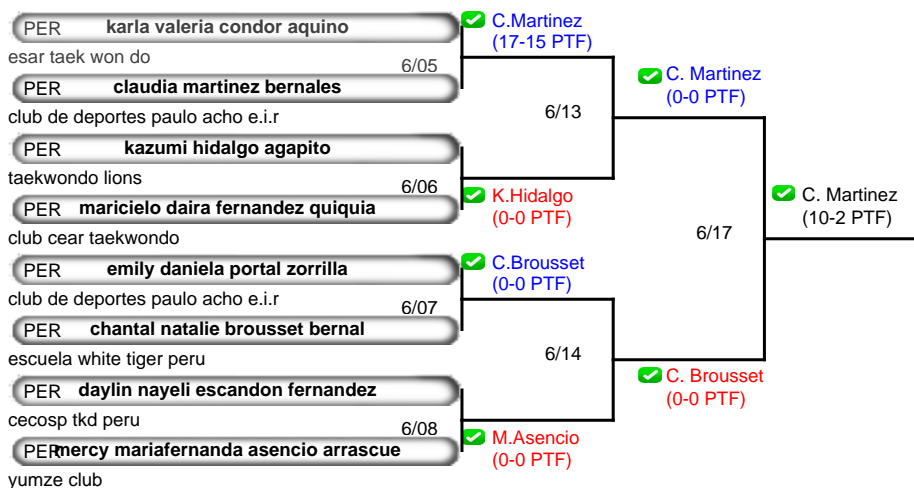 PER karla valeria condor aquino
esar taek won do
6/05
PER claudia martinez bernales
club de deportes paulo acho e.i.r
PER kazumi hidalgo agapito
taekwondo lions
6/06
PER maricielo daira fernandez quiquia
club cear taekwondo
PER emily daniela portal zorrilla
club de deportes paulo acho e.i.r
6/07
PER chantal natalie brousset bernal
escuela white tiger peru
PER daylin nayeli escandon fernandez
cecosp tkd peru
6/08
PER mercy mariafernanda asencio arrascue
yumze club
C.Martinez
(17-15 PTF)
6/13
K.Hidalgo
(0-0 PTF)
C.Brousset
(0-0 PTF)
6/14
M.Asencio
(0-0 PTF)
C. Martinez
(0-0 PTF)
6/17
C. Brousset
(0-0 PTF)
C. Martinez
(10-2 PTF)